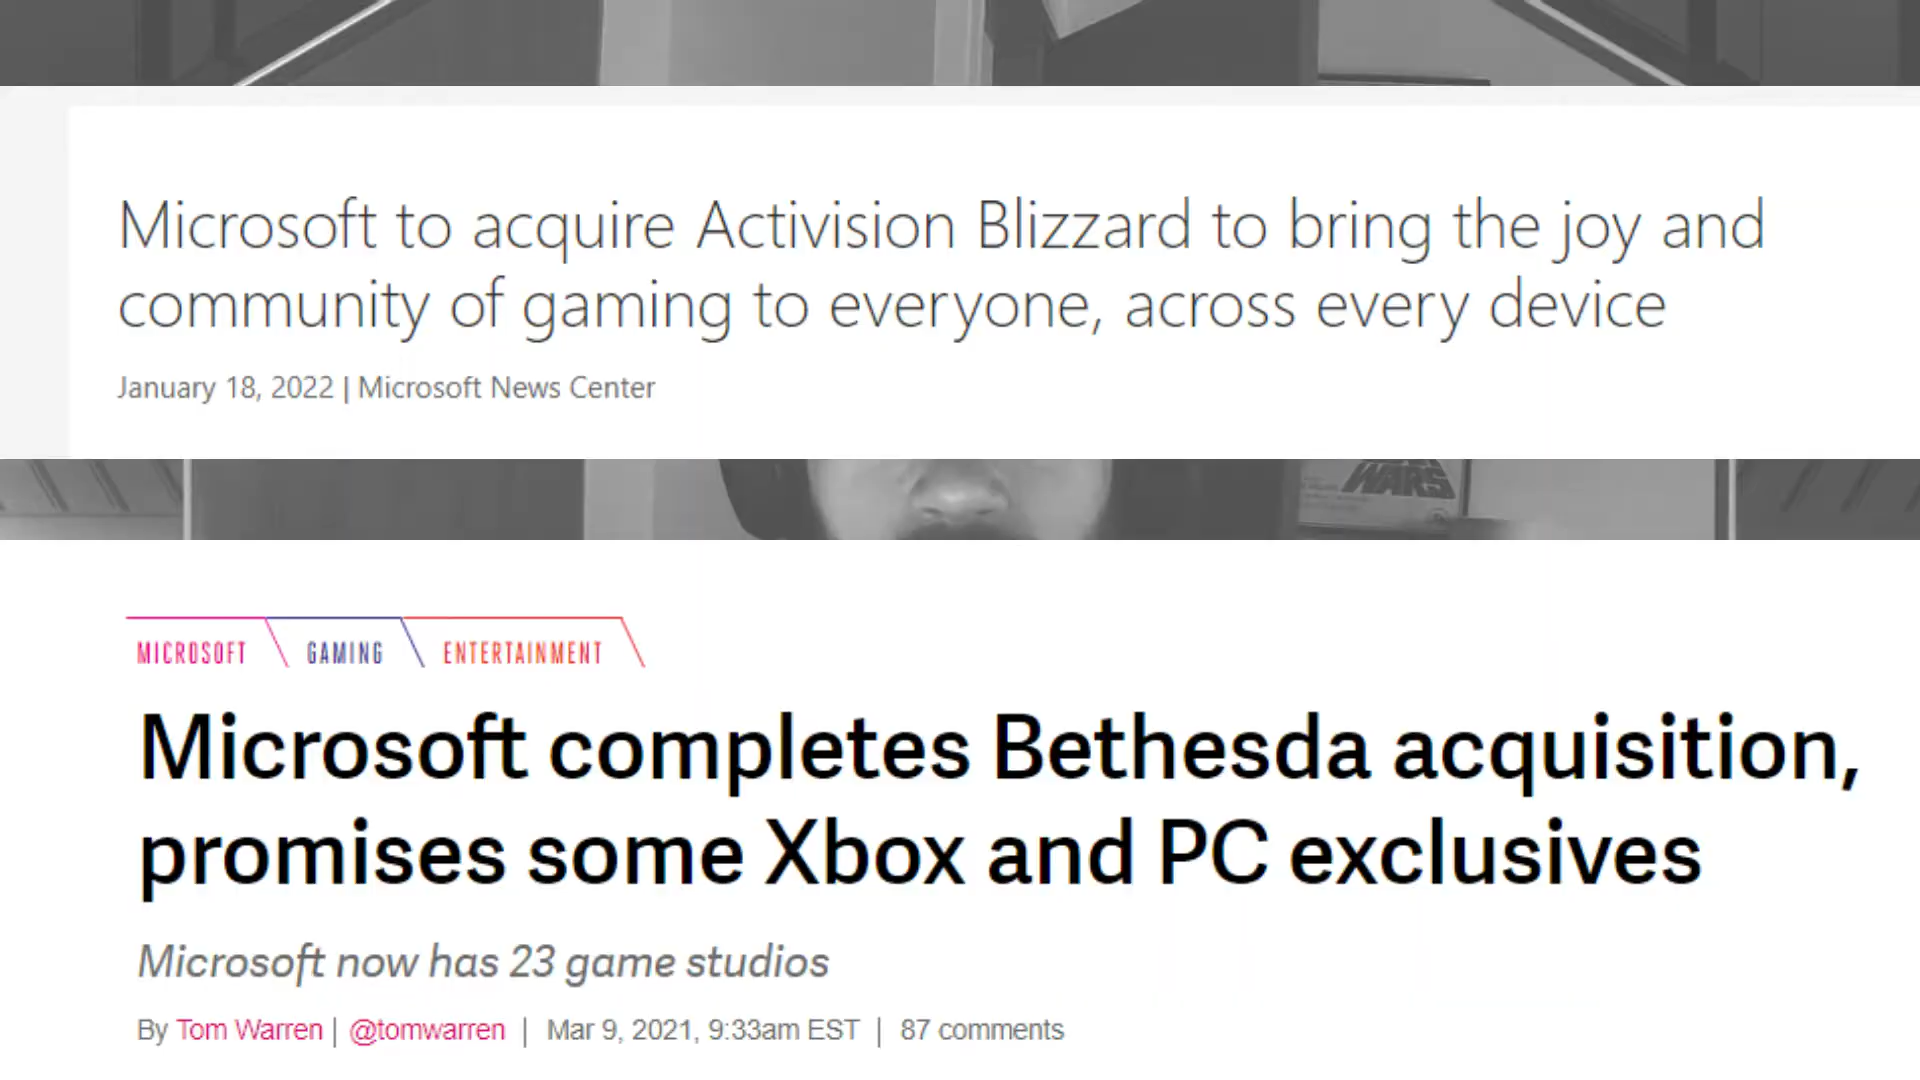 Microsoft to acquire Activision Blizzard to bring the joy and
community of gaming to everyone, across every device
January 18, 2022 | Microsoft News Center
WARS
MICROSOFT GAMING ENTERTAINMENT
Microsoft completes Bethesda acquisition,
promises some Xbox and PC exclusives
Microsoft now has 23 game studios
By Tom Warren | @tomwarren | Mar 9, 2021, 9:33am EST | 87 comments